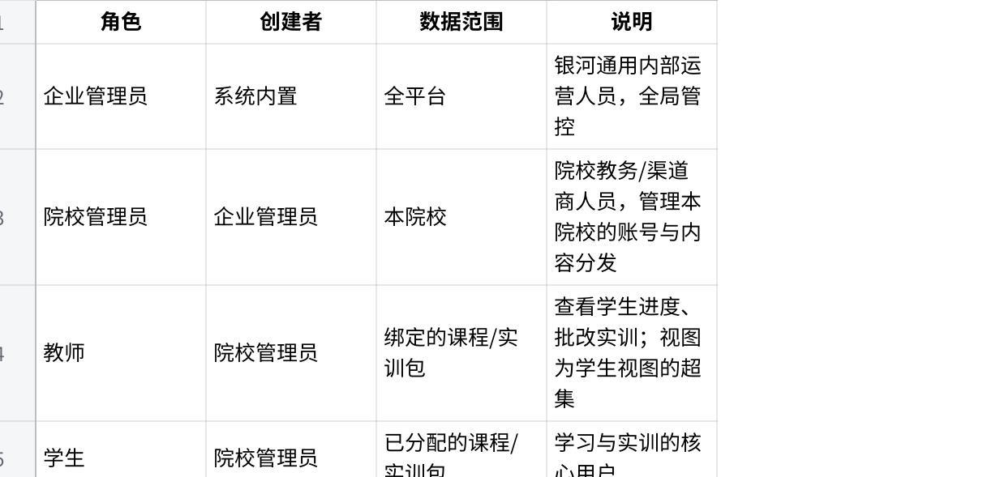 角色 创建者 数据范围 说明
企业管理员 系统内置 全平台 银河通用内部运
营人员，全局管
控
院校管理员 企业管理员 本院校 院校教务/渠道
商人员，管理本
院校的账号与内
容分发
教师 院校管理员 绑定的课程/实
训包
查看学生进度、
批改实训；视图
为学生视图的超
集
学生 院校管理员 已分配的课程/
实训包
学习与实训的核
心用户